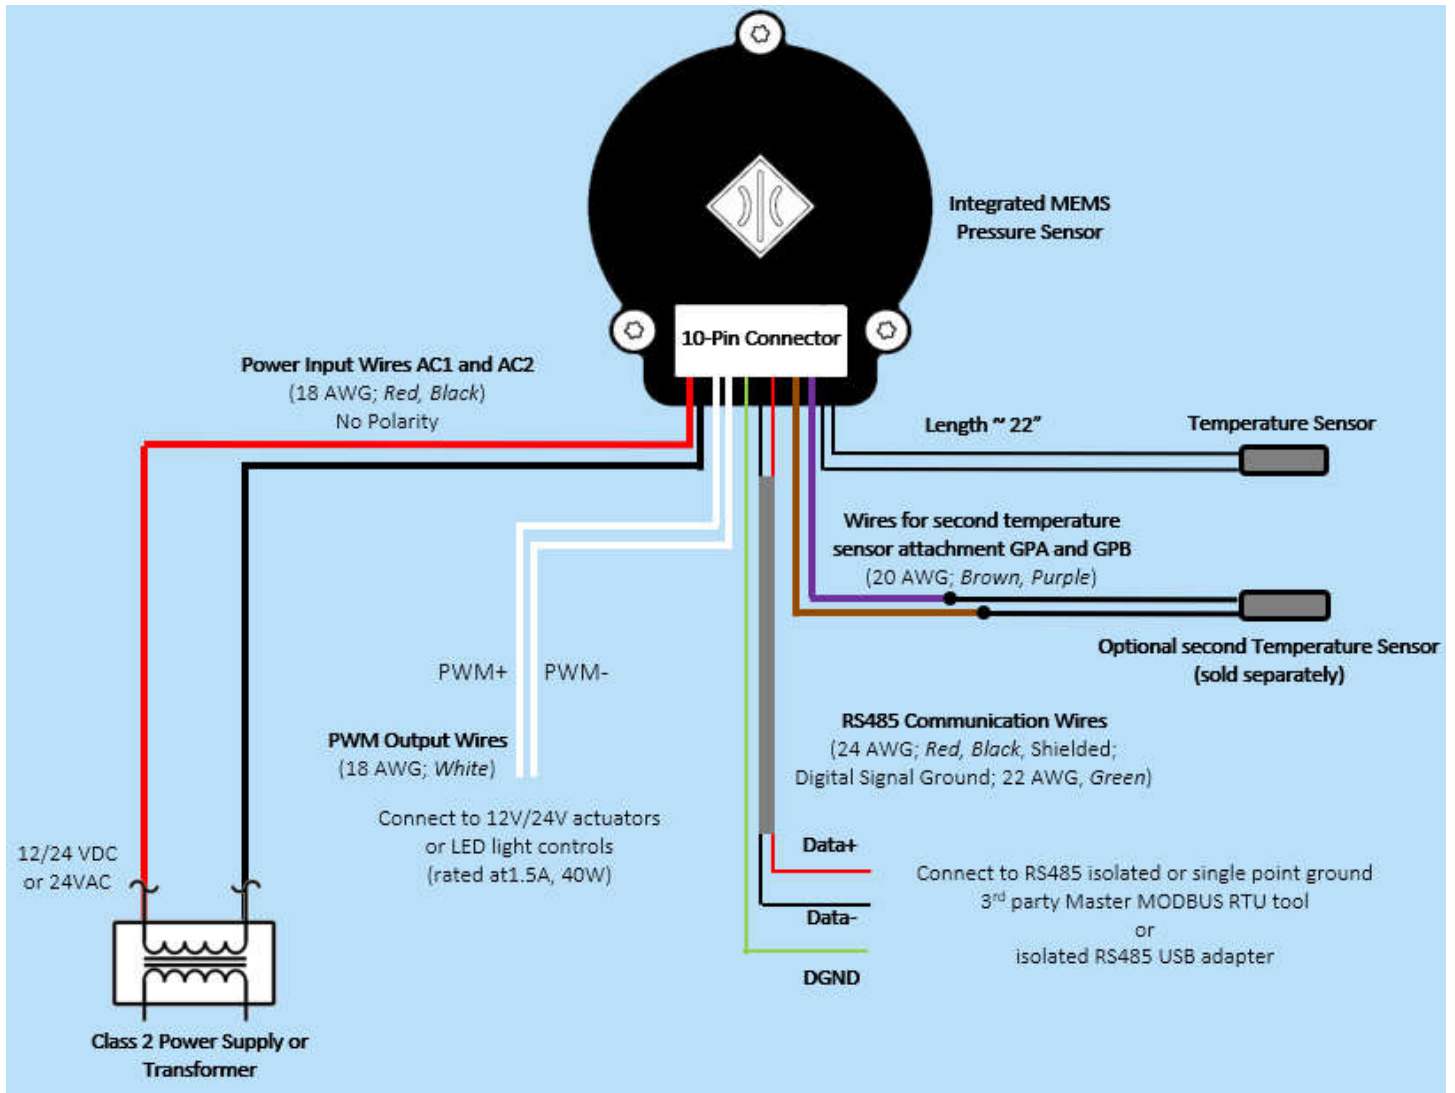 Integrated MEMS
Pressure Sensor
10-Pin Connector
Power Input Wires AC1 and AC2
(18 AWG; Red, Black)
No Polarity
Length ~ 22”
Temperature Sensor
Wires for second temperature
sensor attachment GPA and GPB
(20 AWG; Brown, Purple)
Optional second Temperature Sensor
(sold separately)
PWM+
PWM-
PWM Output Wires
(18 AWG; White)
Connect to 12V/24V actuators
or LED light controls
(rated at1.5A, 40W)
RS485 Communication Wires
(24 AWG; Red, Black, Shielded;
Digital Signal Ground; 22 AWG, Green)
12/24 VDC
or 24VAC
Data+
Data-
DGND
Connect to RS485 isolated or single point ground
3rd party Master MODBUS RTU tool
or
isolated RS485 USB adapter
Class 2 Power Supply or
Transformer